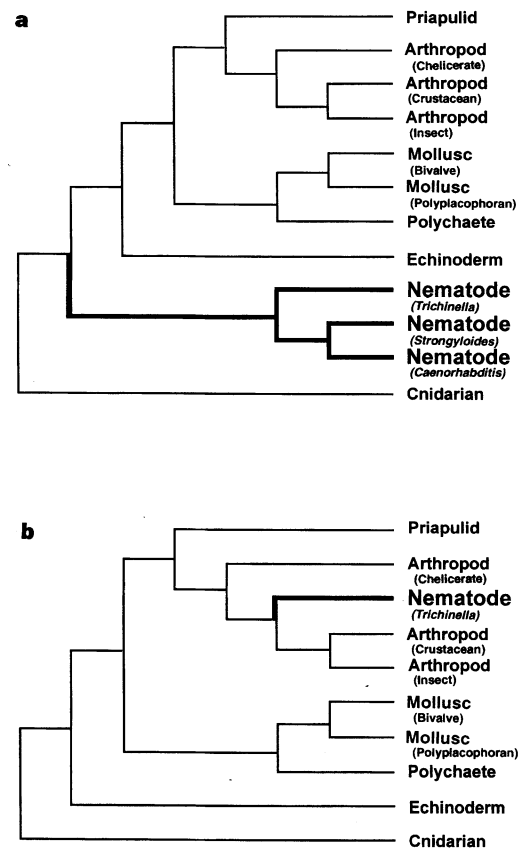 a
Priapulid
Arthropod
(Chelicerate)
Arthropod
(Crustacean)
Arthropod
(Insect)
Mollusc
(Bivalve)
Mollusc
(Polyplacophoran)
Polychaete
Echinoderm
Nematode
(Trichinella)
Nematode
(Strongyloides)
Nematode
(Caenorhabditis)
Cnidarian
b
Priapulid
Arthropod
(Chelicerate)
Nematode
(Trichinella)
Arthropod
(Crustacean)
Arthropod
(Insect)
Mollusc
(Bivalve)
Mollusc
(Polyplacophoran)
Polychaete
Echinoderm
Cnidarian